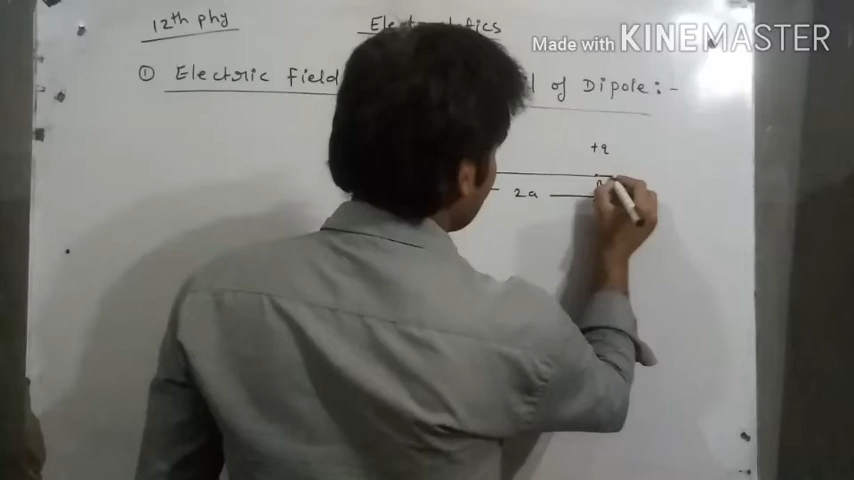 12th phy
Made with KINEMASTER
① Electric field of Dipole:-
+q
2a